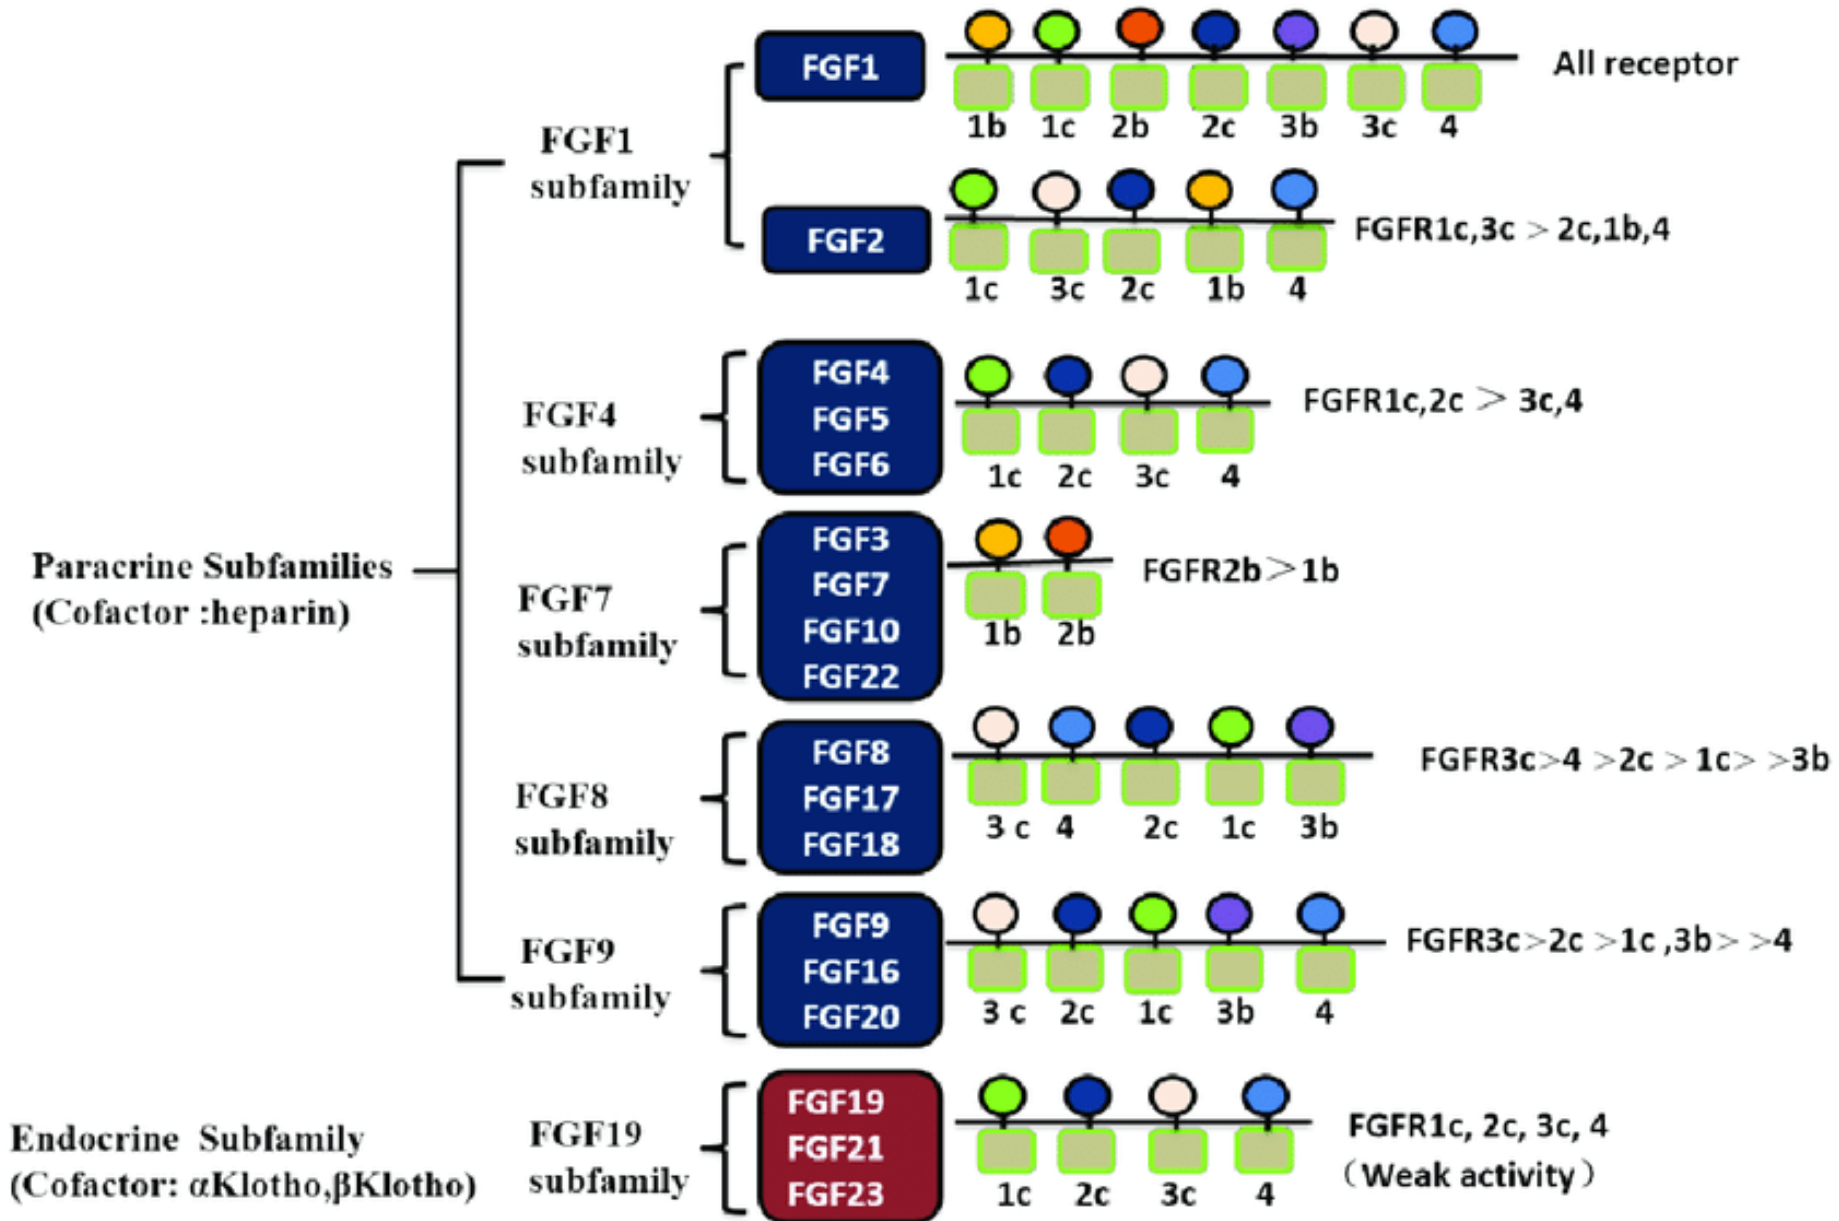 Paracrine Subfamilies
(Cofactor :heparin)
FGF1
subfamily
FGF1
1b 1c 2b 2c 3b 3c 4
All receptor
FGF2
1c 3c 2c 1b 4
FGFR1c,3c > 2c,1b,4
FGF4
subfamily
FGF4
FGF5
FGF6
1c 2c 3c 4
FGFR1c,2c > 3c,4
FGF7
subfamily
FGF3
FGF7
FGF10
FGF22
1b 2b
FGFR2b > 1b
FGF8
subfamily
FGF8
FGF17
FGF18
3 c 4 2c 1c 3b
FGFR3c>4 >2c > 1c> >3b
FGF9
subfamily
FGF9
FGF16
FGF20
3 c 2c 1c 3b 4
FGFR3c>2c >1c ,3b> >4
Endocrine Subfamily
(Cofactor: αKlotho,βKlotho)
FGF19
subfamily
FGF19
FGF21
FGF23
1c 2c 3c 4
FGFR1c, 2c, 3c, 4
(Weak activity)